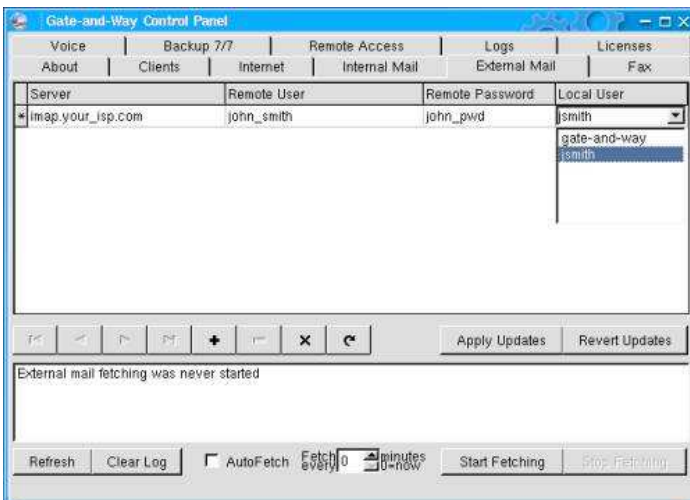 Gate-and-Way Control Panel
Voice Backup 7/7 Remote Access Logs Licenses
About Clients Internet Internal Mail External Mail Fax
Server Remote User Remote Password Local User
* imap.your_isp.com john_smith john_pwd jsmith
gate-and-way
jsmith
Apply Updates Revert Updates
External mail fetching was never started
Refresh Clear Log AutoFetch Fetch every 0 minutes 0=now Start Fetching Stop Fetching